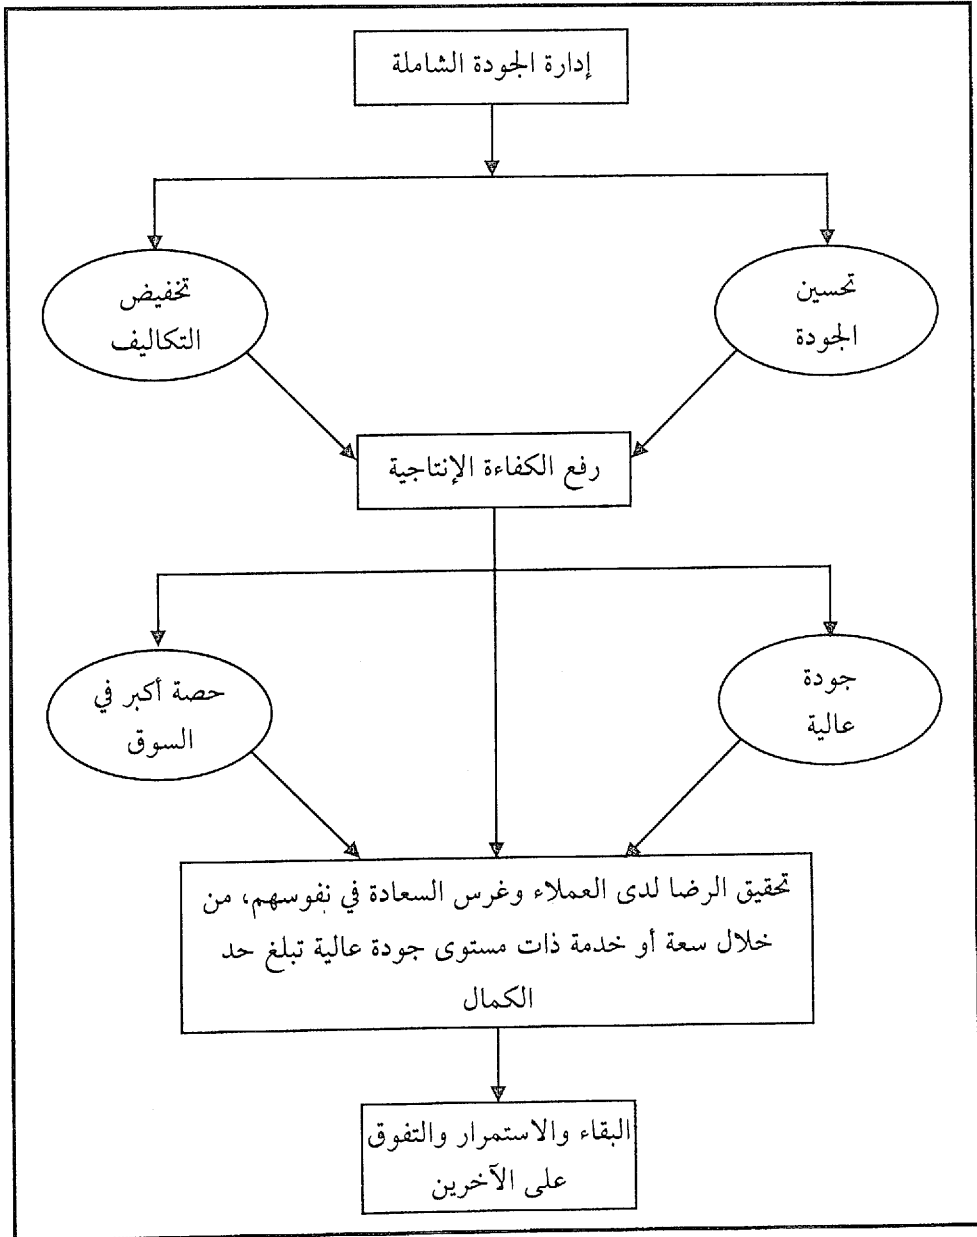 إدارة الجودة الشاملة
تحسين
الجودة
تخفيض
التكاليف
رفع الكفاءة الإنتاجية
جودة
عالية
حصة أكبر في
السوق
تحقيق الرضا لدى العملاء وغرس السعادة في نفوسهم، من
خلال سعة أو خدمة ذات مستوى جودة عالية تبلغ حد
الكمال
البقاء والاستمرار والتفوق
على الآخرين